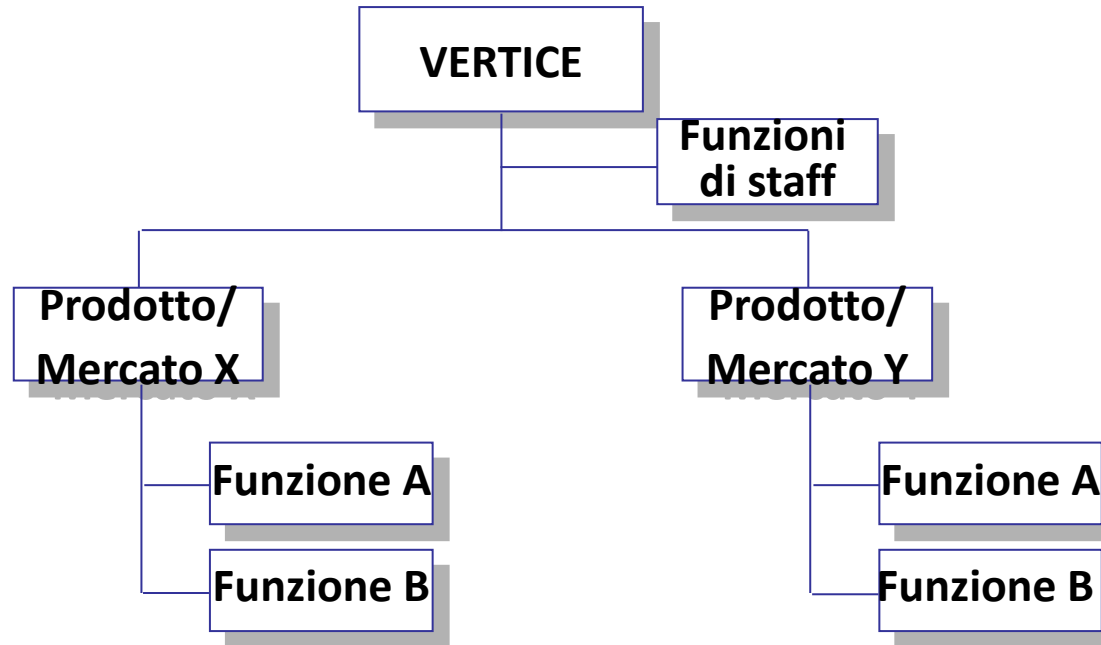 VERTICE
Funzioni
di staff
Prodotto/
Mercato X
Prodotto/
Mercato Y
Funzione A
Funzione B
Funzione A
Funzione B